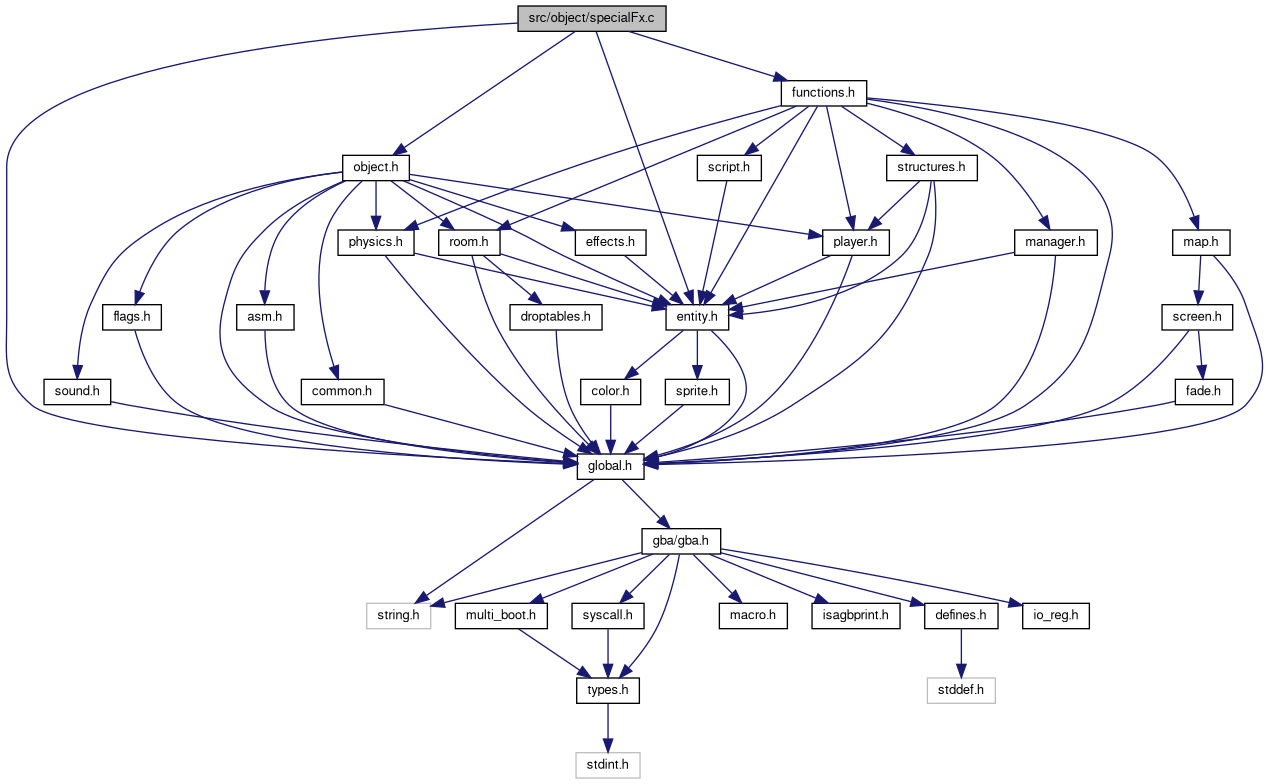 src/object/specialFx.c
functions.h
object.h
script.h
structures.h
physics.h
room.h
effects.h
player.h
manager.h
map.h
flags.h
asm.h
droptables.h
entity.h
screen.h
sound.h
common.h
color.h
sprite.h
fade.h
global.h
gba/gba.h
string.h
multi_boot.h
syscall.h
macro.h
isagbprint.h
defines.h
io_reg.h
types.h
stddef.h
stdint.h